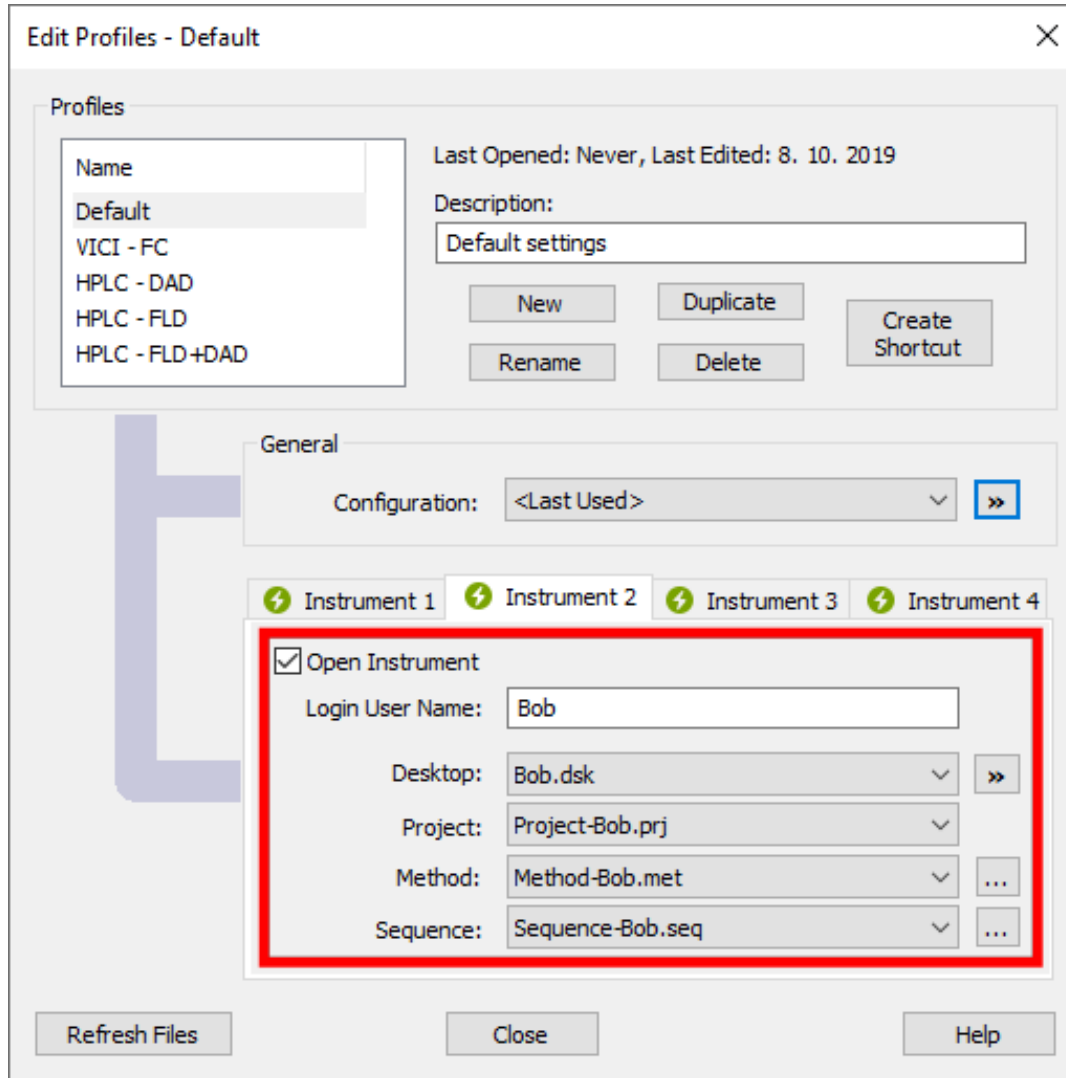 Edit Profiles - Default
Profiles
Name
Default
VICI - FC
HPLC - DAD
HPLC - FLD
HPLC - FLD+DAD
Last Opened: Never, Last Edited: 8. 10. 2019
Description:
Default settings
New
Duplicate
Create
Shortcut
Rename
Delete
General
Configuration: <Last Used> »
Instrument 1 Instrument 2 Instrument 3 Instrument 4
Open Instrument
Login User Name: Bob
Desktop: Bob.dsk »
Project: Project-Bob.prj
Method: Method-Bob.met ...
Sequence: Sequence-Bob.seq ...
Refresh Files Close Help